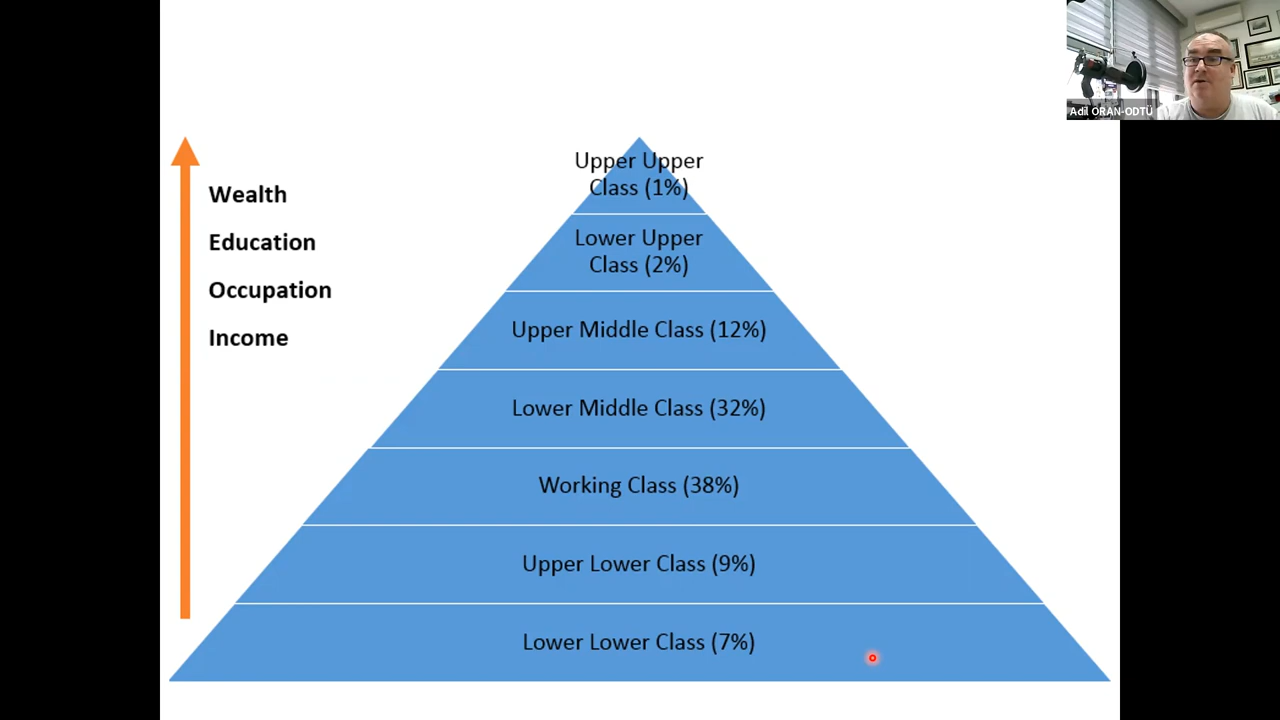 Adil ORAN-ODTÜ
Wealth
Education
Occupation
Income
Upper Upper
Class (1%)
Lower Upper
Class (2%)
Upper Middle Class (12%)
Lower Middle Class (32%)
Working Class (38%)
Upper Lower Class (9%)
Lower Lower Class (7%)